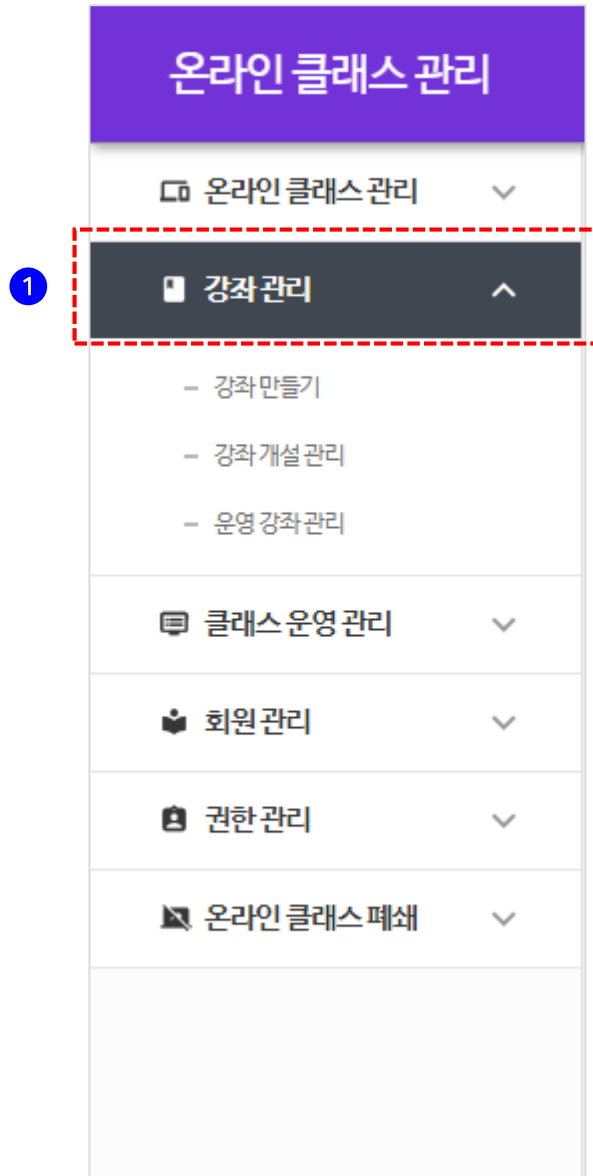 온라인 클래스 관리
온라인 클래스 관리
1
강좌 관리
– 강좌 만들기
– 강좌 개설 관리
– 운영 강좌 관리
클래스 운영 관리
회원 관리
권한 관리
온라인 클래스 폐쇄